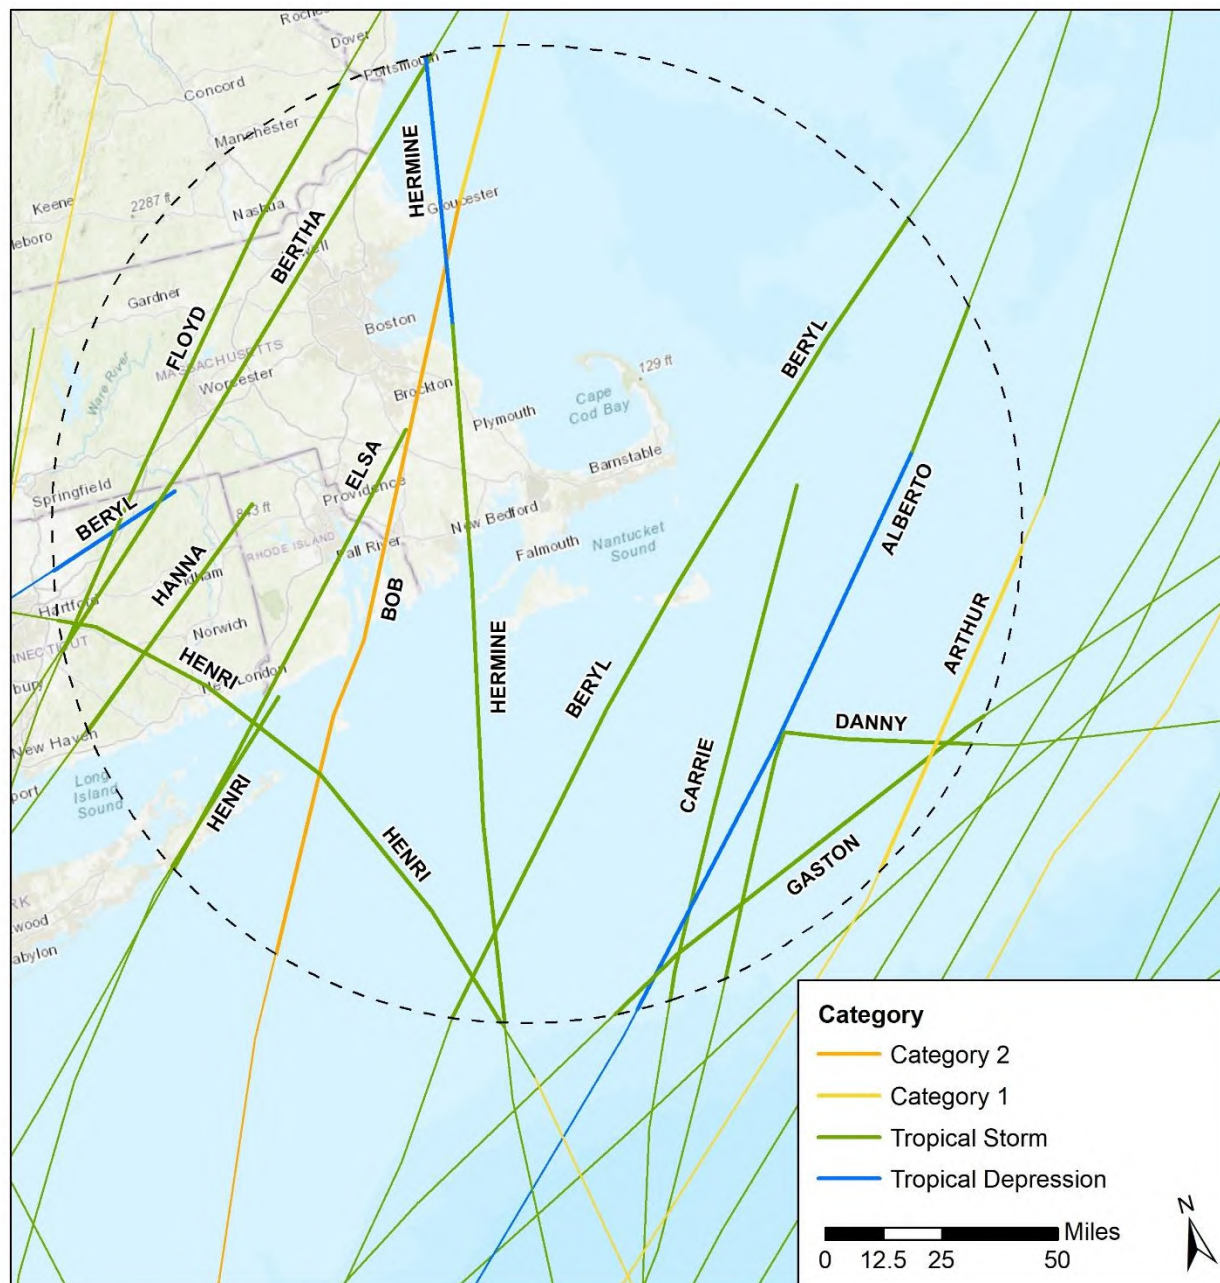 Dover
Portsmouth
Concord
Manchester
HERMINE
Keene
2287 ft
Nashua
Gloucester
BERTHA
Gardner
Boston
FLOYD
MASSACHUSETTS
Ware River
Worcester
BERYL
129 ft
Cape
Cod Bay
Brockton
Plymouth
ELSA
Barnstable
Springfield
Providence
ALBERTO
BERYL
843 ft
New Bedford
RHODE ISLAND
Fall River
Falmouth
Nantucket
Sound
HANNA
BOB
Hartford
Norwich
ARTHUR
HENRI
New London
HERMINE
BERYL
DANNY
New Haven
Long
Island
Sound
CARRIE
HENRI
HENRI
GASTON
Category
Category 2
Category 1
Tropical Storm
Tropical Depression
N
Miles
0 12.5 25 50